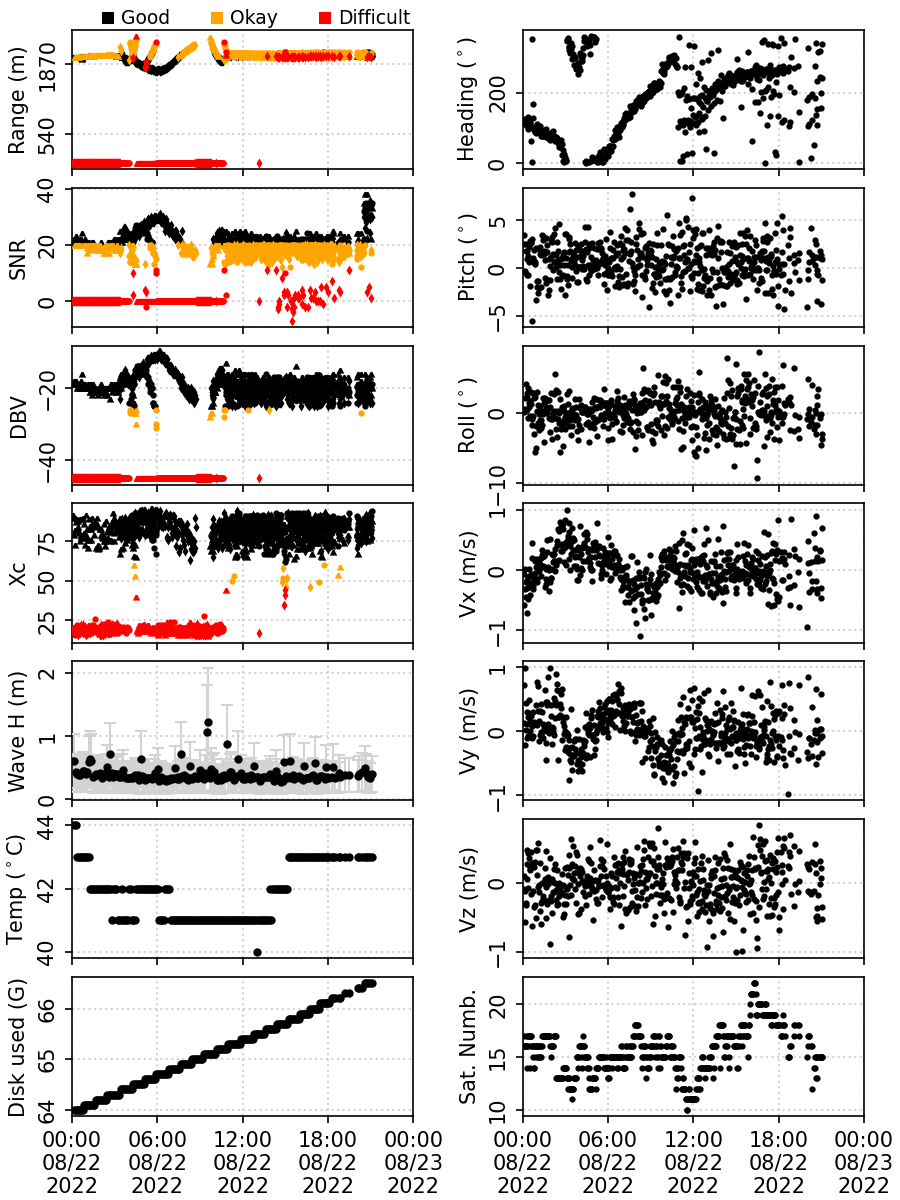 Good Okay Difficult
Range (m)
1870
540
Heading (°)
200
0
SNR
40
20
0
Pitch (°)
5
0
−5
DBV
−20
−40
Roll (°)
0
−10
Xc
75
50
25
Vx (m/s)
1
0
−1
Wave H (m)
2
1
0
Vy (m/s)
1
0
−1
Temp (°C)
44
42
40
Vz (m/s)
0
−1
Disk used (G)
66
65
64
Sat. Numb.
20
15
10
00:00 06:00 12:00 18:00 00:00 00:00 06:00 12:00 18:00 00:00
08/22 08/22 08/22 08/22 08/23 08/22 08/22 08/22 08/22 08/23
2022 2022 2022 2022 2022 2022 2022 2022 2022 2022